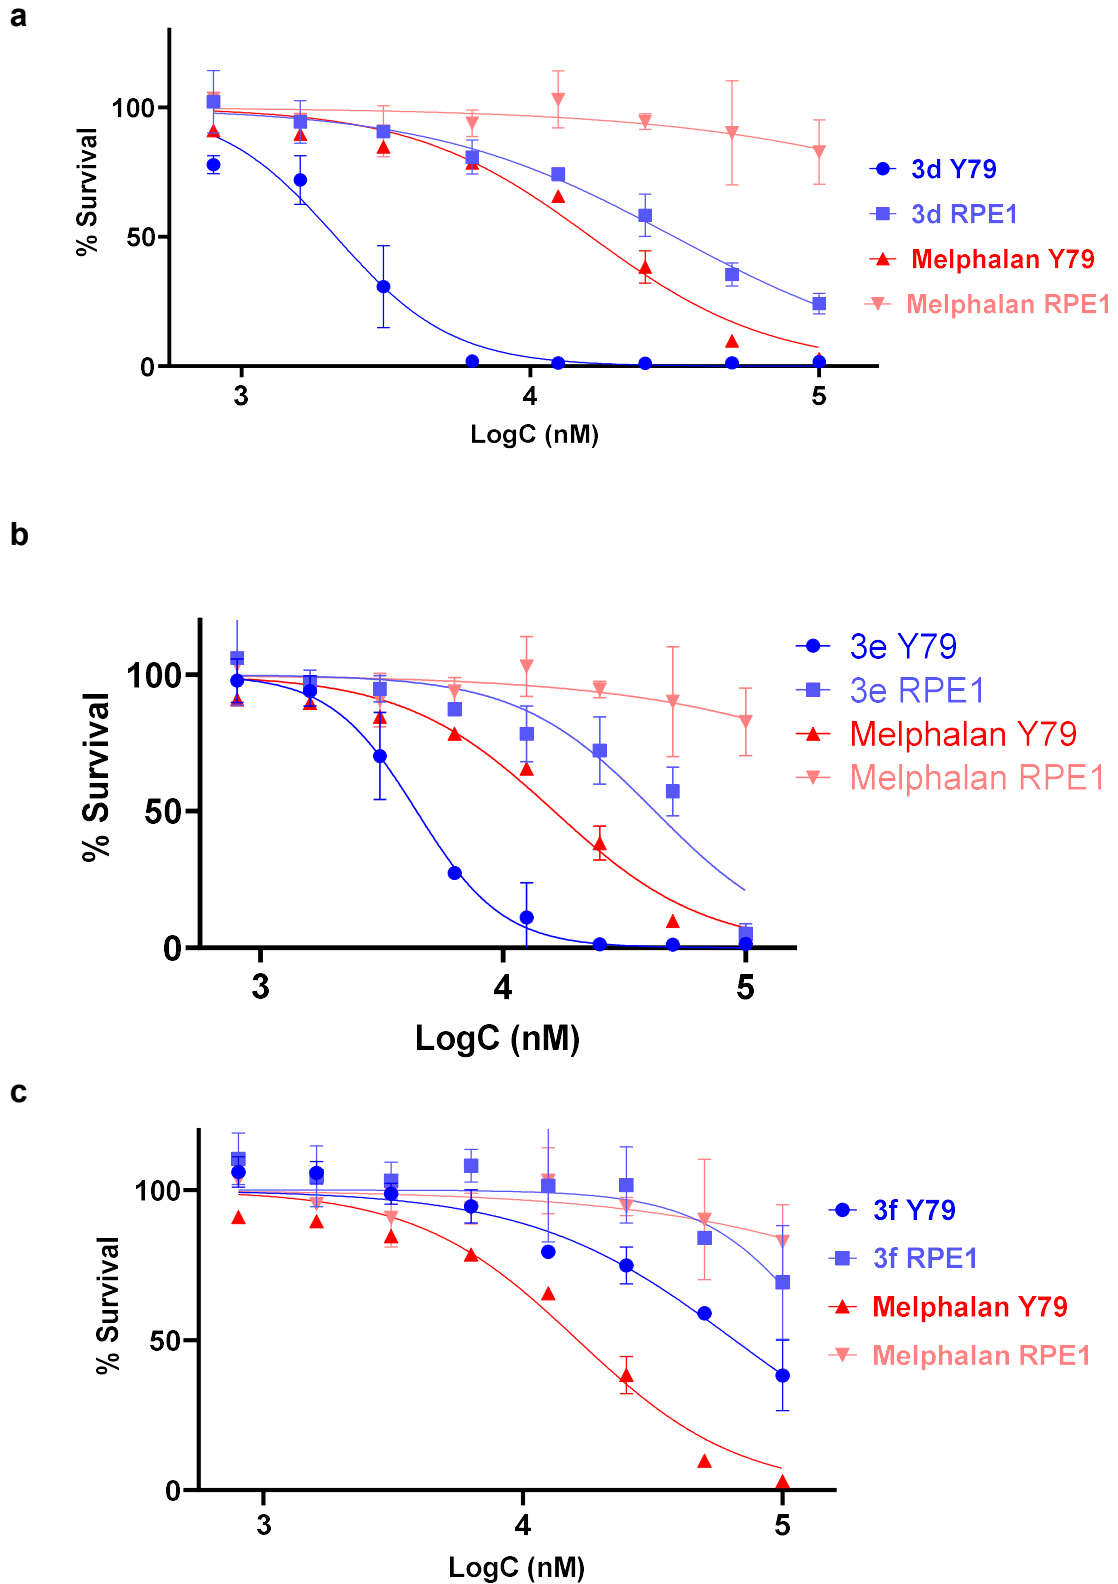 a
% Survival
100
50
0
3
4
5
LogC (nM)
3d Y79
3d RPE1
Melphalan Y79
Melphalan RPE1
b
% Survival
100
50
0
3
4
5
LogC (nM)
3e Y79
3e RPE1
Melphalan Y79
Melphalan RPE1
c
% Survival
100
50
0
3
4
5
LogC (nM)
3f Y79
3f RPE1
Melphalan Y79
Melphalan RPE1